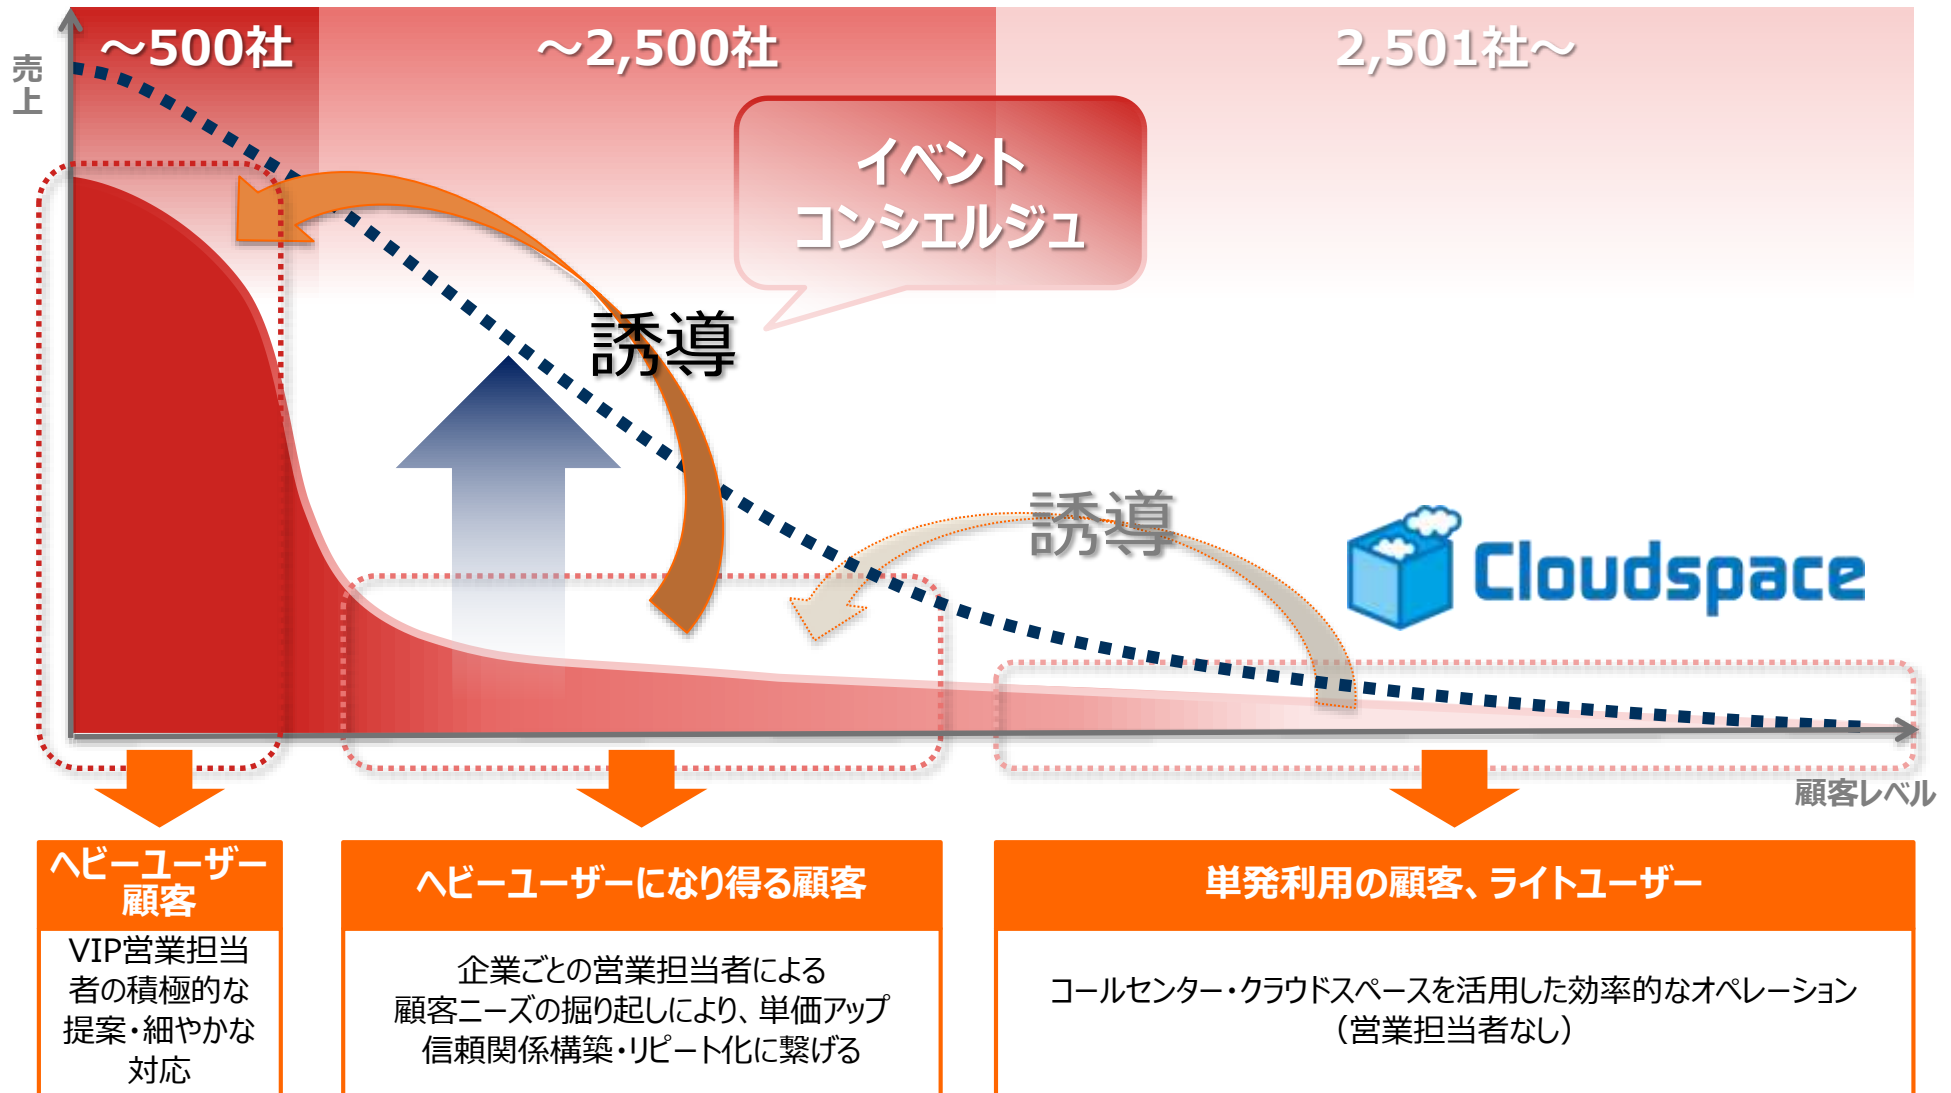 ～500社
～2,500社
2,501社～
売上
イベント
コンシェルジュ
誘導
誘導
Cloudspace
顧客レベル
ヘビーユーザー
顧客
VIP営業担当
者の積極的な
提案・細やかな
対応
ヘビーユーザーになり得る顧客
企業ごとの営業担当者による
顧客ニーズの掘り起しにより、単価アップ
信頼関係構築・リピート化に繋げる
単発利用の顧客、ライトユーザー
コールセンター・クラウドスペースを活用した効率的なオペレーション
（営業担当者なし）